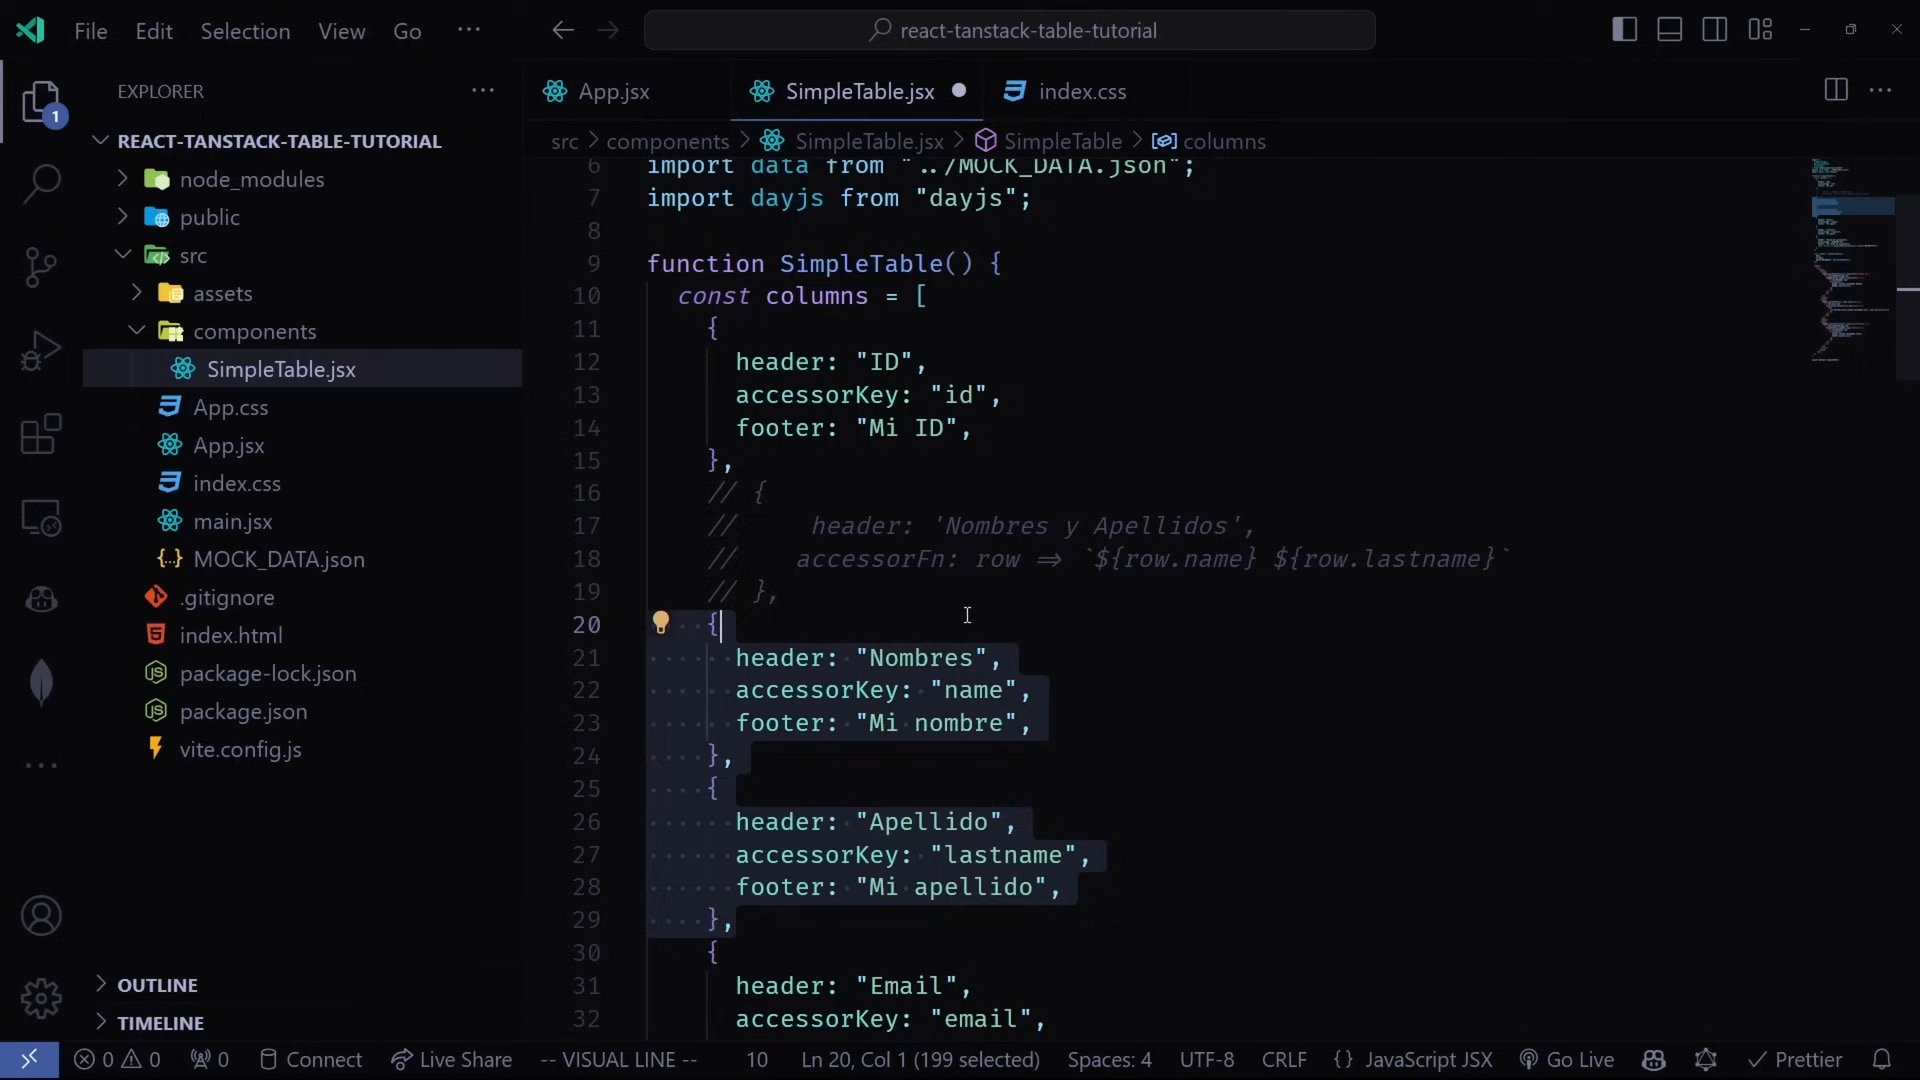 File Edit Selection View Go ··· react-tanstack-table-tutorial
EXPLORER ···
REACT-TANSTACK-TABLE-TUTORIAL
node_modules
public
src
assets
components
SimpleTable.jsx
App.css
App.jsx
index.css
main.jsx
MOCK_DATA.json
.gitignore
index.html
package-lock.json
package.json
vite.config.js
OUTLINE
TIMELINE
1
App.jsx SimpleTable.jsx index.css
src > components > SimpleTable.jsx > SimpleTable > columns
6 import data from "../MOCK_DATA.json";
7 import dayjs from "dayjs";
8
9 function SimpleTable() {
10 const columns = [
11 {
12 header: "ID",
13 accessorKey: "id",
14 footer: "Mi ID",
15 },
16 // {
17 // header: 'Nombres y Apellidos',
18 // accessorFn: row => `${row.name} ${row.lastname}`
19 // },
20 {
21 header: "Nombres",
22 accessorKey: "name",
23 footer: "Mi nombre",
24 },
25 {
26 header: "Apellido",
27 accessorKey: "lastname",
28 footer: "Mi apellido",
29 },
30 {
31 header: "Email",
32 accessorKey: "email",
0 0 0 Connect Live Share -- VISUAL LINE -- 10 Ln 20, Col 1 (199 selected) Spaces: 4 UTF-8 CRLF {} JavaScript JSX Go Live Prettier